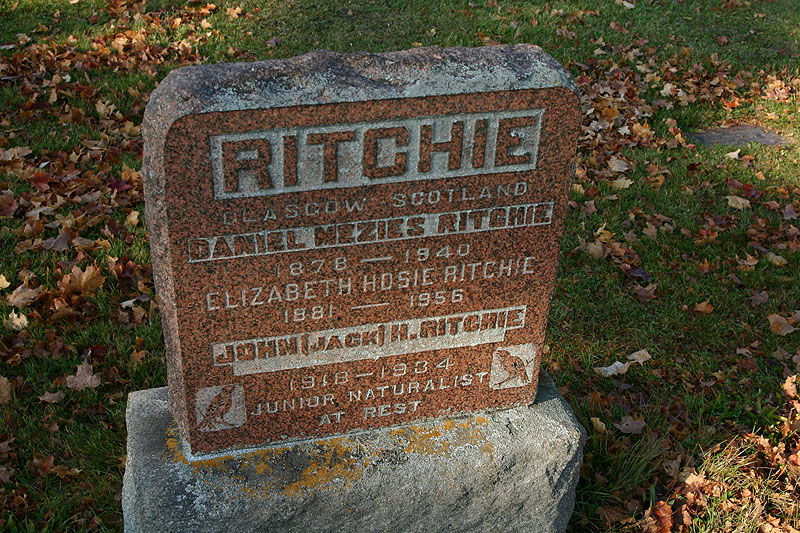 RITCHIE
GLASGOW SCOTLAND
DANIEL MEZIES RITCHIE
1878 — 1940
ELIZABETH HOSIE RITCHIE
1881 — 1956
JOHN (JACK) H. RITCHIE
1918 - 1934
JUNIOR NATURALIST
AT REST